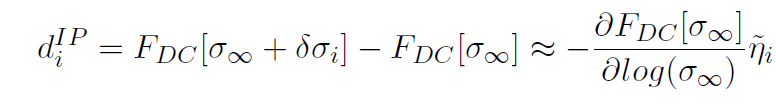 $d_i^{IP} = F_{DC}[\sigma_\infty + \delta\sigma_i] - F_{DC}[\sigma_\infty] \approx -\frac{\partial F_{DC}[\sigma_\infty]}{\partial log(\sigma_\infty)} \tilde{\eta}_i$